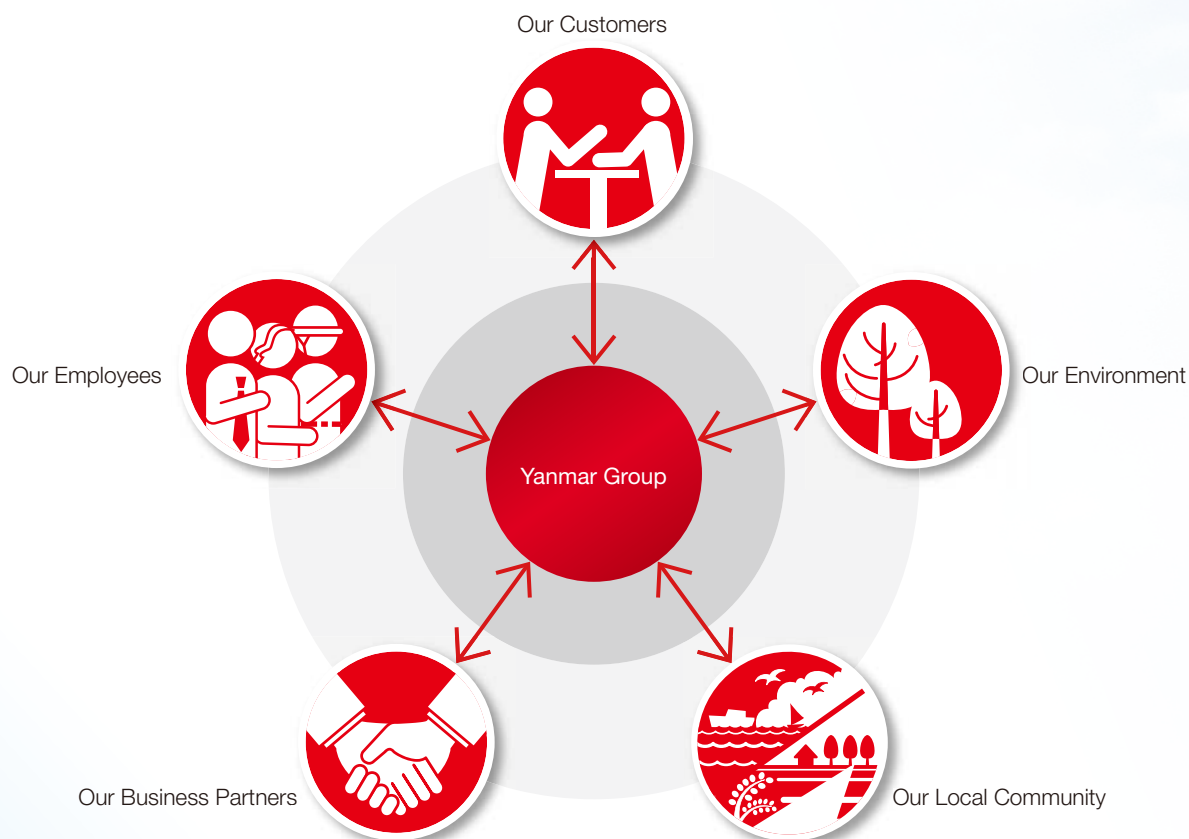 Our Customers
Our Employees
Our Environment
Yanmar Group
Our Business Partners
Our Local Community